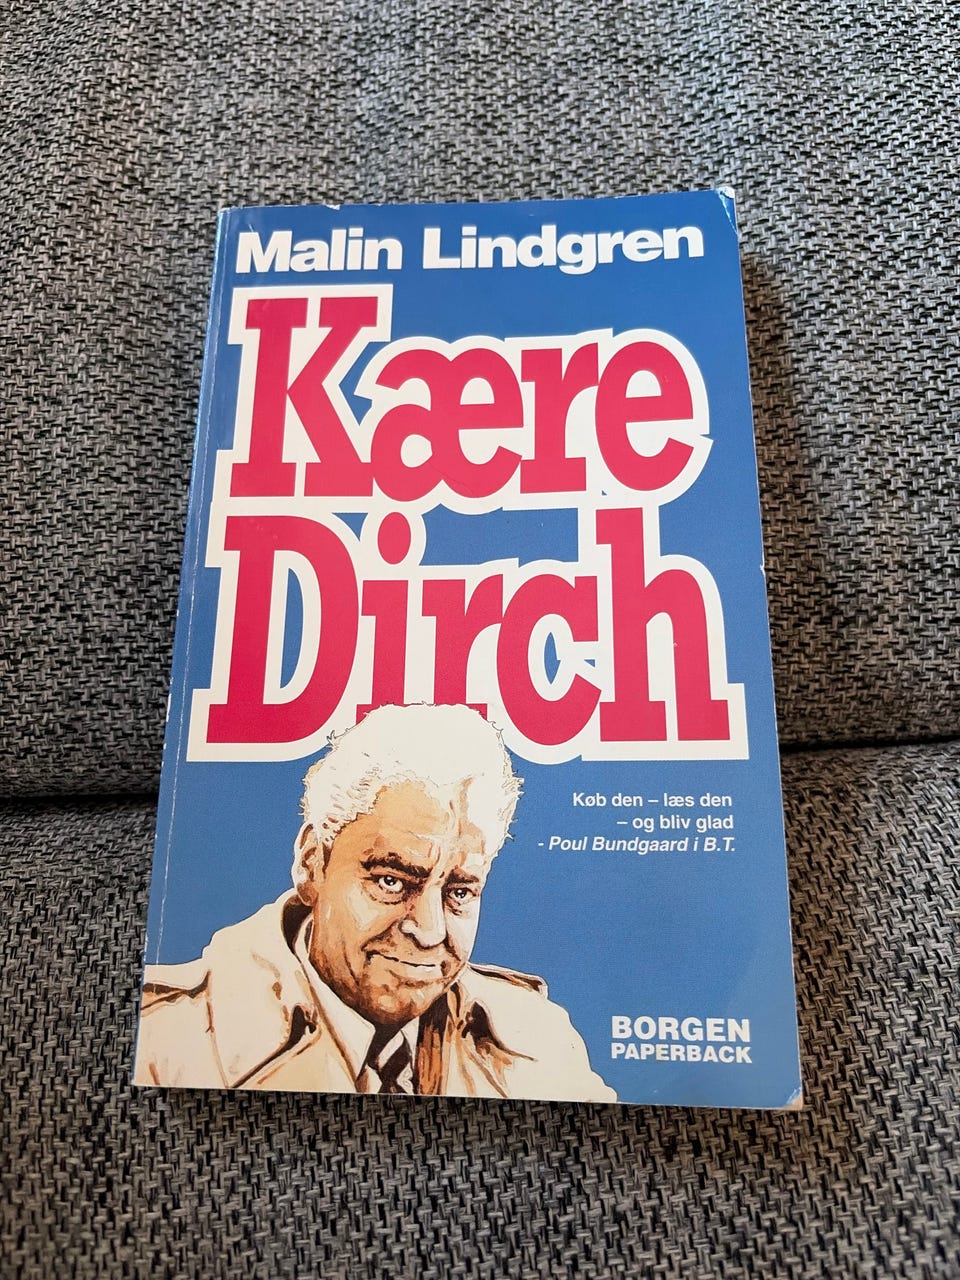 Malin Lindgren
Kære
Dirch
Køb den – læs den
– og bliv glad
- Poul Bundgaard i B.T.
BORGEN
PAPERBACK